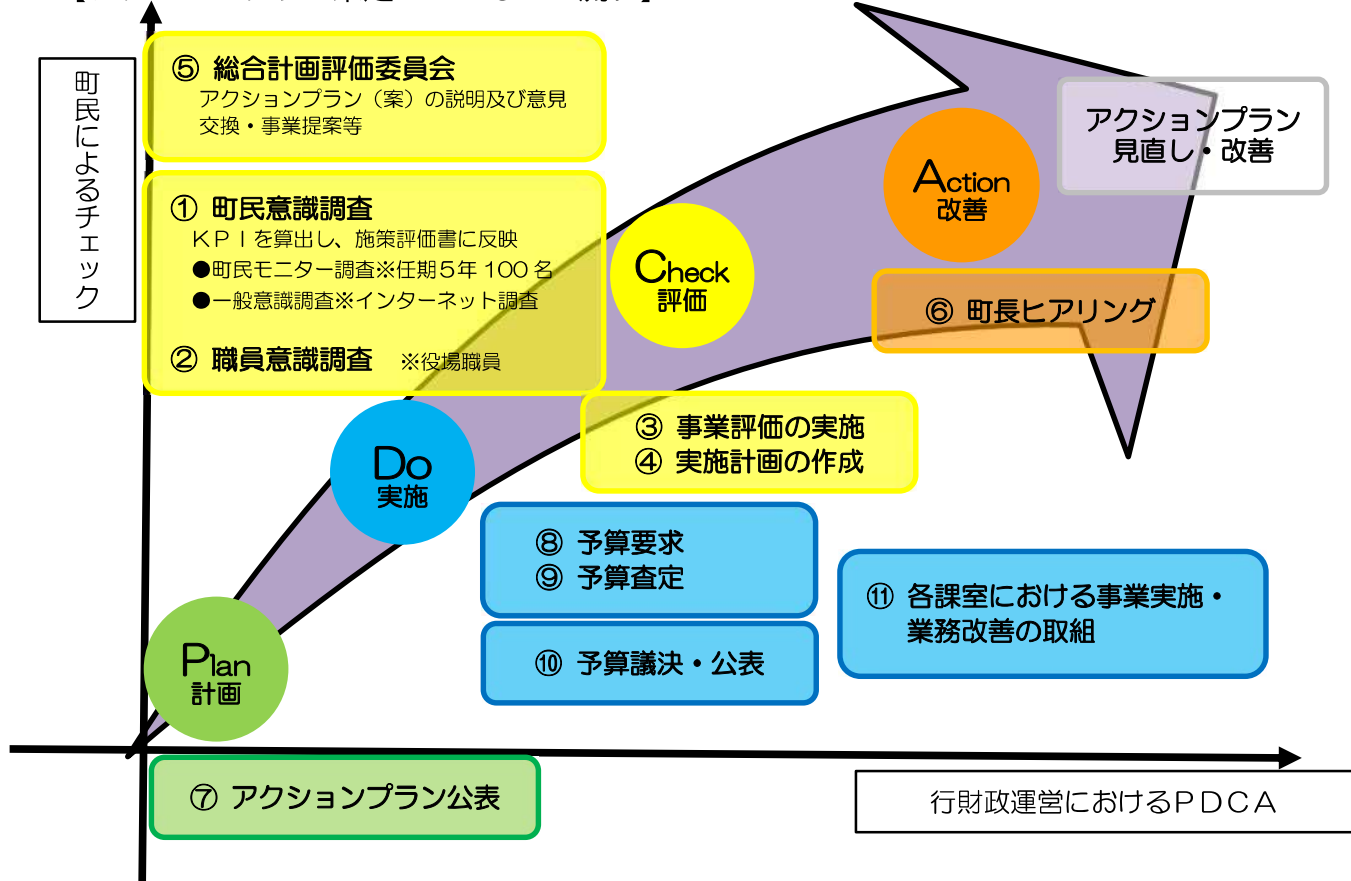 町民によるチェック
⑤ 総合計画評価委員会
アクションプラン（案）の説明及び意見
交換・事業提案等
① 町民意識調査
ＫＰＩを算出し、施策評価書に反映
●町民モニター調査※任期５年１００名
●一般意識調査※インターネット調査
② 職員意識調査　※役場職員
Check
評価
Action
改善
アクションプラン
見直し・改善
⑥ 町長ヒアリング
③ 事業評価の実施
④ 実施計画の作成
Do
実施
⑧ 予算要求
⑨ 予算査定
⑩ 予算議決・公表
⑪ 各課室における事業実施・
業務改善の取組
Plan
計画
⑦ アクションプラン公表
行財政運営におけるＰＤＣＡ